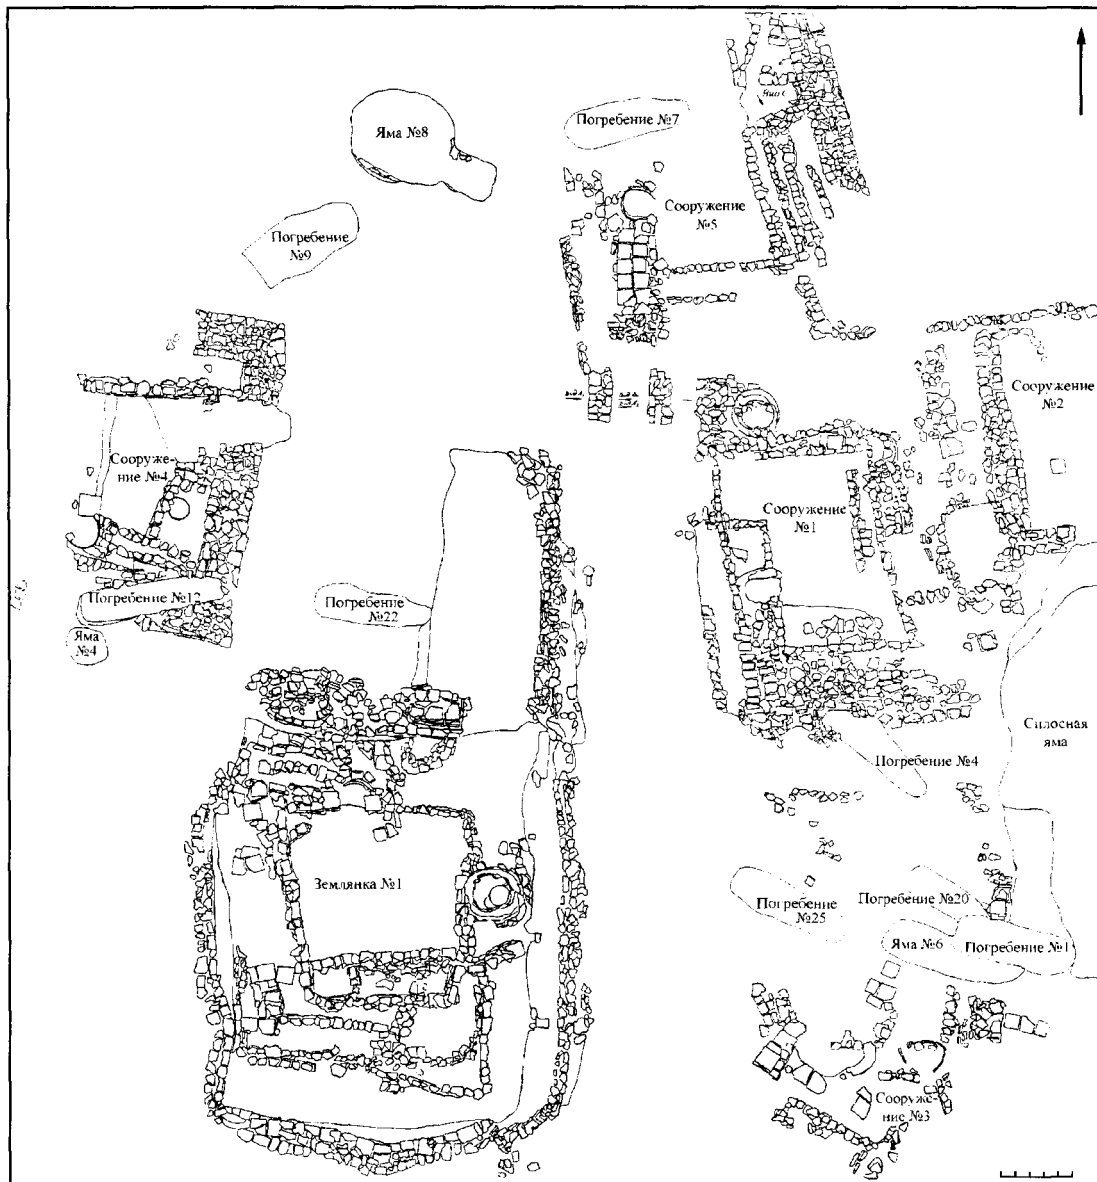 Яма №8
Погребение №7
Сооружение
№5
Погребение
№9
Сооружение
№2
Сооруже-
ние №4
Сооружение
№1
Погребение №12
Погребение
№22
Яма
№4
Силосная
яма
Погребение №4
Землянка №1
Погребение
№25
Погребение №20
Яма №6
Погребение №1
Сооруже-
ние №3